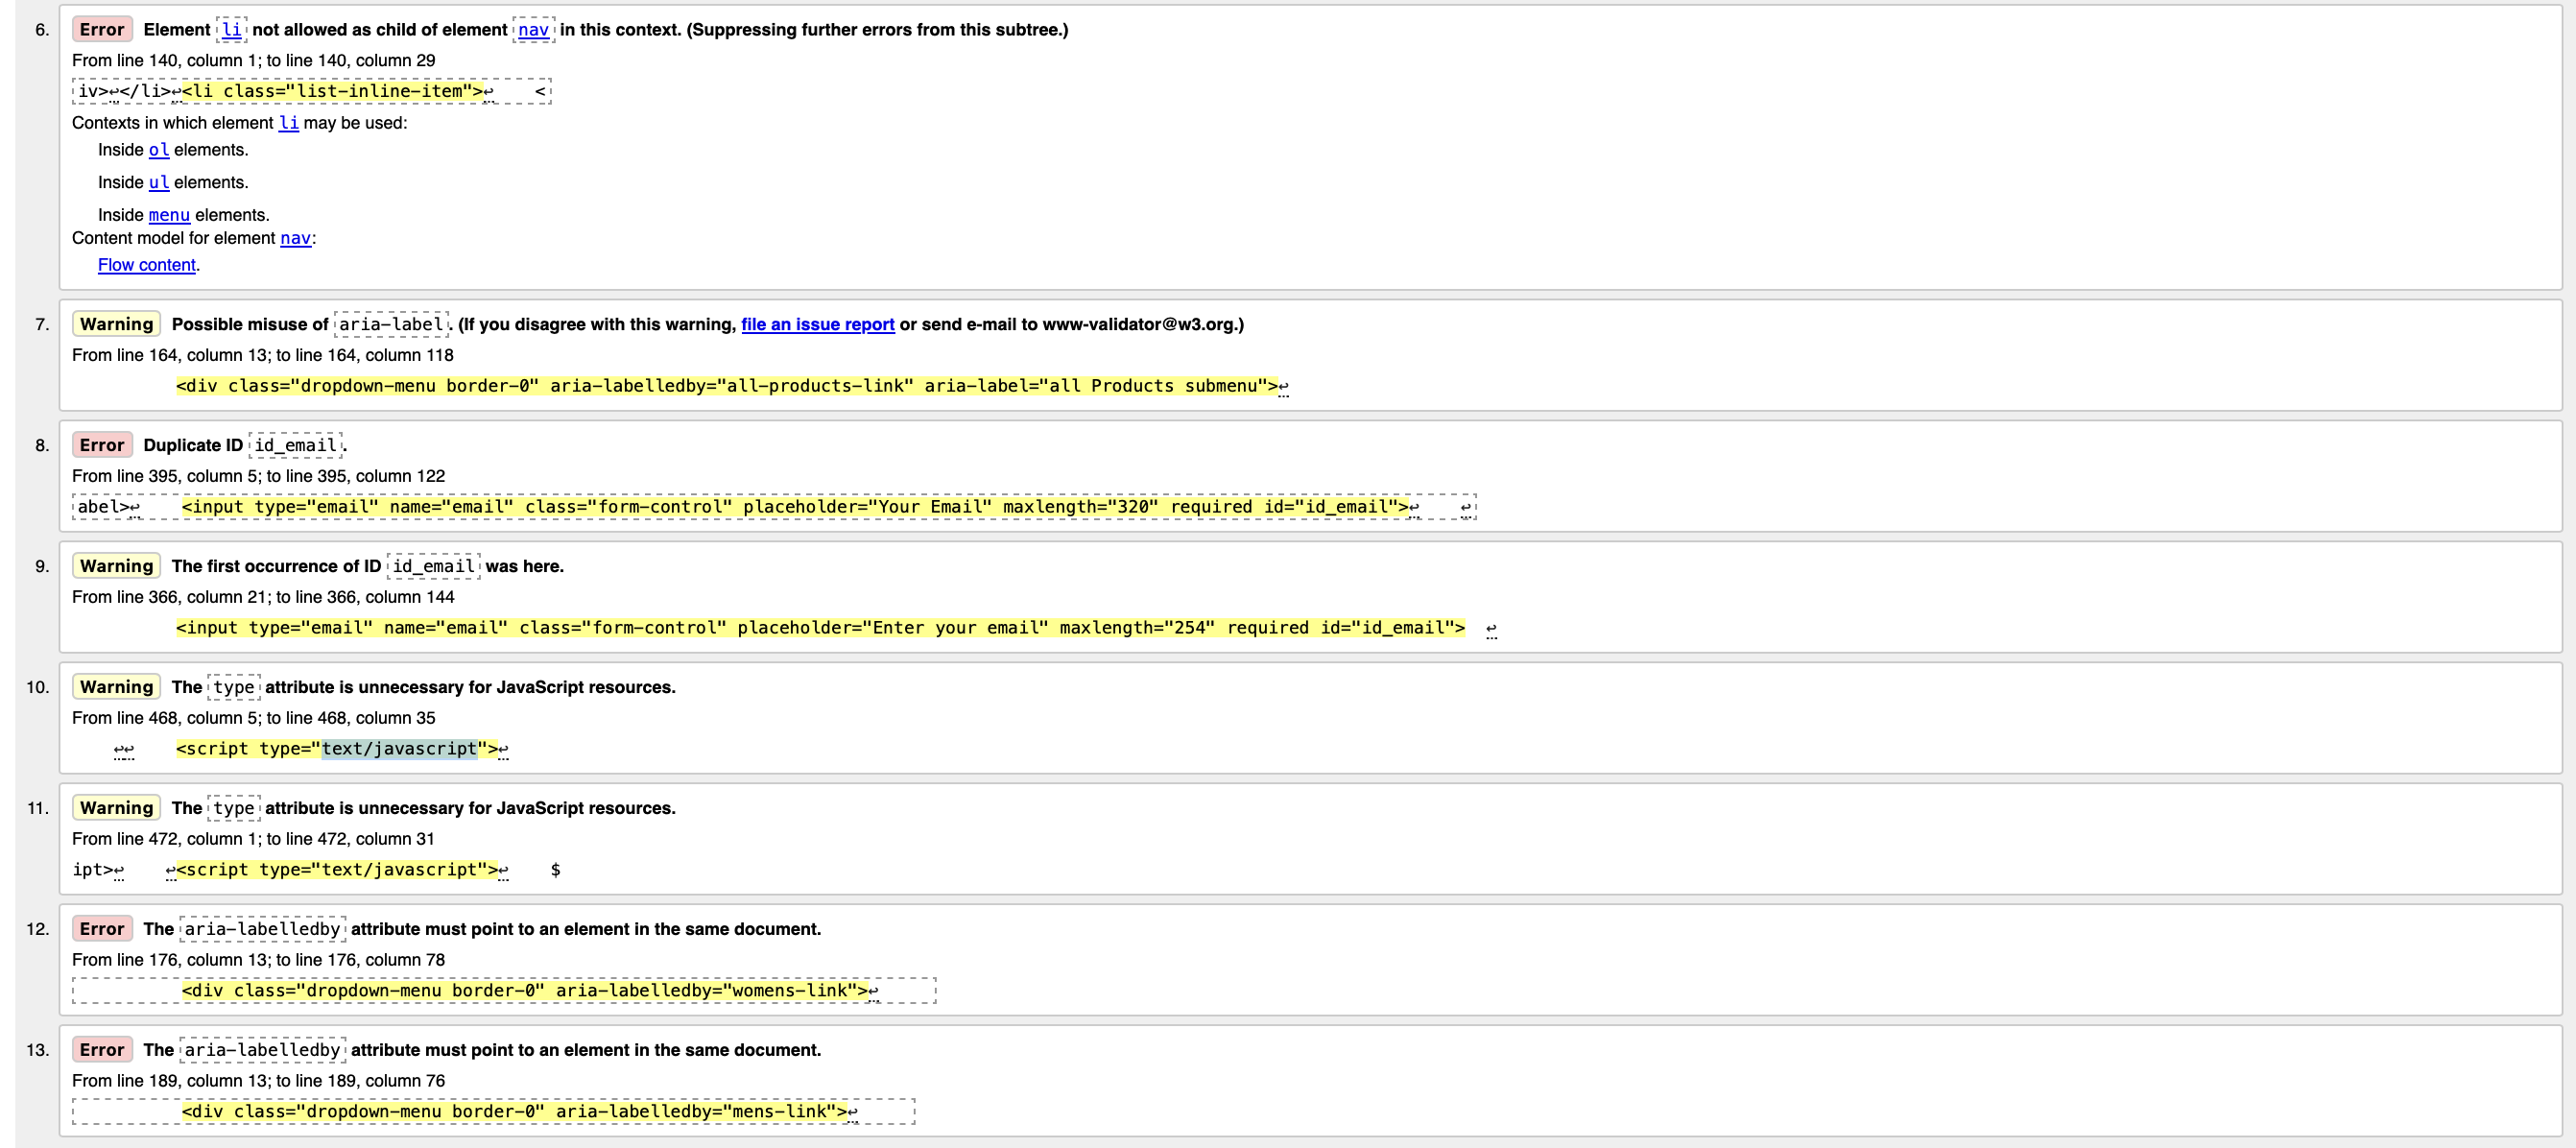 6. Error Element li not allowed as child of element nav in this context. (Suppressing further errors from this subtree.)
From line 140, column 1; to line 140, column 29
iv>↩</li>↩<li class="list-inline-item">↩    <
Contexts in which element li may be used:
Inside ol elements.
Inside ul elements.
Inside menu elements.
Content model for element nav:
Flow content.
7. Warning Possible misuse of aria-label. (If you disagree with this warning, file an issue report or send e-mail to www-validator@w3.org.)
From line 164, column 13; to line 164, column 118
<div class="dropdown-menu border-0" aria-labelledby="all-products-link" aria-label="all Products submenu">↩
8. Error Duplicate ID id_email.
From line 395, column 5; to line 395, column 122
abel>↩    <input type="email" name="email" class="form-control" placeholder="Your Email" maxlength="320" required id="id_email">↩    ↩
9. Warning The first occurrence of ID id_email was here.
From line 366, column 21; to line 366, column 144
<input type="email" name="email" class="form-control" placeholder="Enter your email" maxlength="254" required id="id_email">  ↩
10. Warning The type attribute is unnecessary for JavaScript resources.
From line 468, column 5; to line 468, column 35
↩↩    <script type="text/javascript">↩
11. Warning The type attribute is unnecessary for JavaScript resources.
From line 472, column 1; to line 472, column 31
ipt>↩    ↩<script type="text/javascript">↩    $
12. Error The aria-labelledby attribute must point to an element in the same document.
From line 176, column 13; to line 176, column 78
<div class="dropdown-menu border-0" aria-labelledby="womens-link">↩
13. Error The aria-labelledby attribute must point to an element in the same document.
From line 189, column 13; to line 189, column 76
<div class="dropdown-menu border-0" aria-labelledby="mens-link">↩